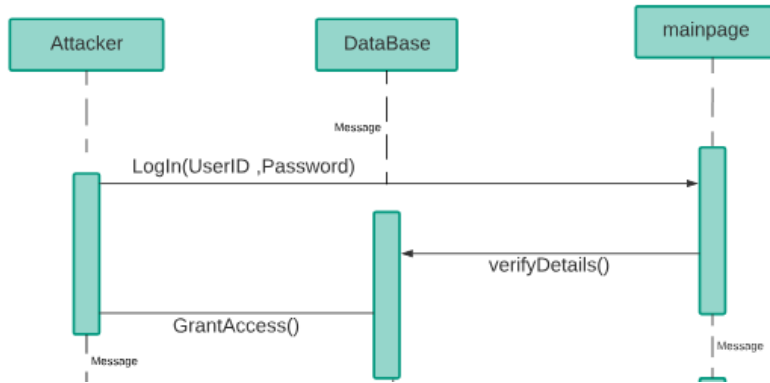 Attacker
DataBase
mainpage
Message
LogIn(UserID ,Password)
verifyDetails()
GrantAccess()
Message
Message